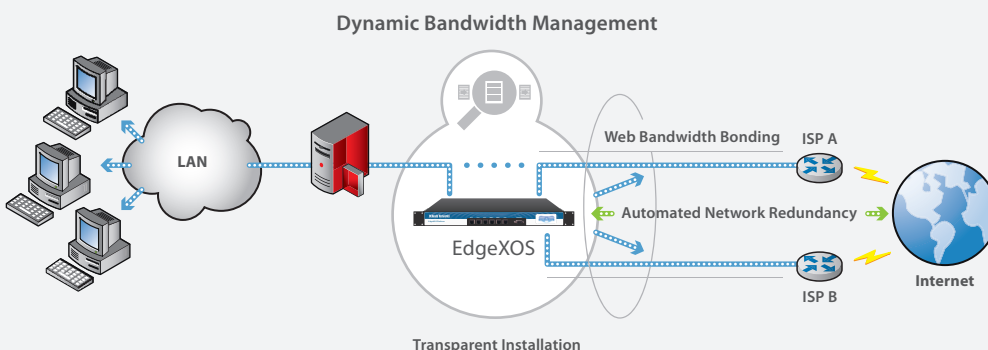 Dynamic Bandwidth Management
Web Bandwidth Bonding
ISP A
LAN
Automated Network Redundancy
EdgeXOS
Internet
ISP B
Transparent Installation